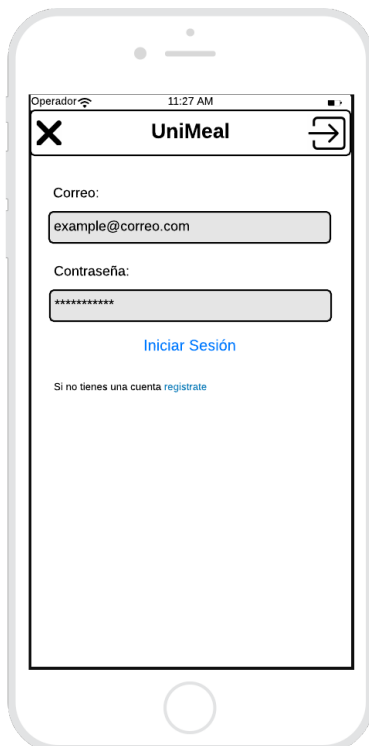 Operador 11:27 AM
UniMeal
Correo:
example@correo.com
Contraseña:
***********
Iniciar Sesión
Si no tienes una cuenta registrate